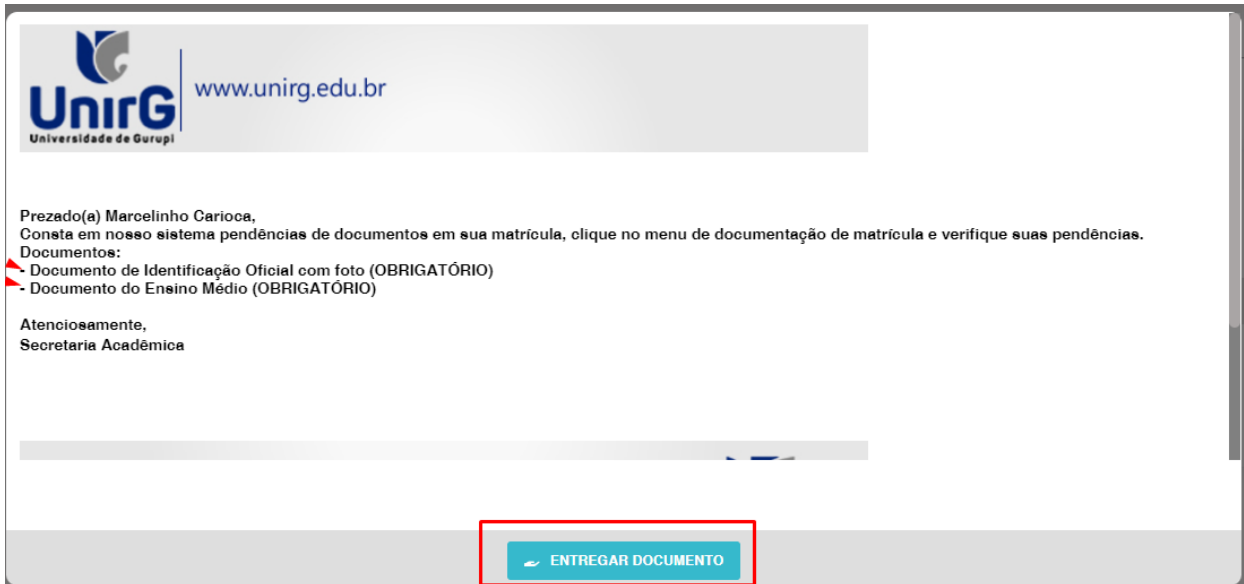 UnirG
Universidade de Gurupi
www.unirg.edu.br
Prezado(a) Marcelinho Carioca,
Consta em nosso sistema pendências de documentos em sua matrícula, clique no menu de documentação de matrícula e verifique suas pendências.
Documentos:
- Documento de Identificação Oficial com foto (OBRIGATÓRIO)
- Documento do Ensino Médio (OBRIGATÓRIO)
Atenciosamente,
Secretaria Acadêmica
ENTREGAR DOCUMENTO